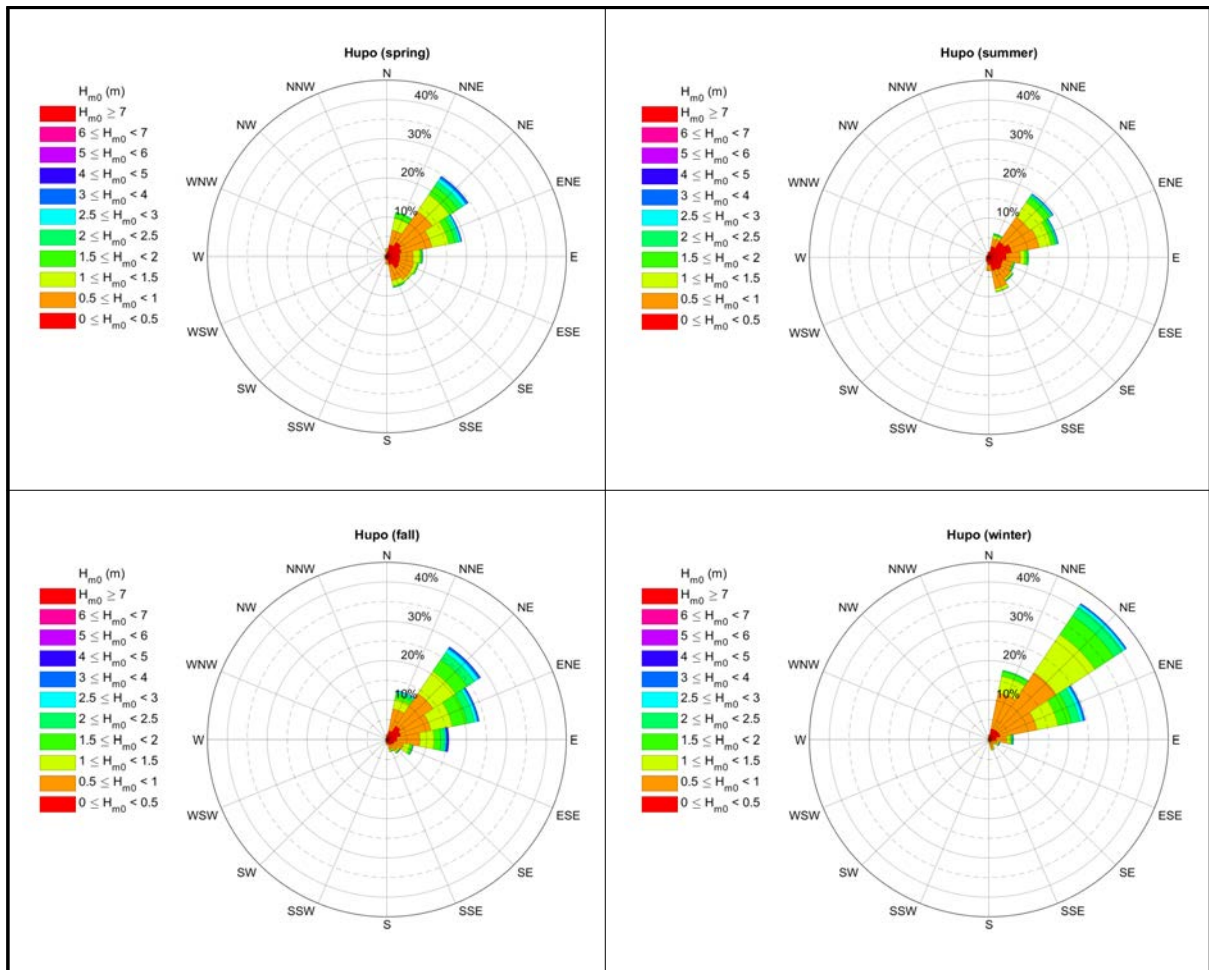 Hupo (spring)
H_m0 (m)
H_m0 ≥ 7
6 ≤ H_m0 < 7
5 ≤ H_m0 < 6
4 ≤ H_m0 < 5
3 ≤ H_m0 < 4
2.5 ≤ H_m0 < 3
2 ≤ H_m0 < 2.5
1.5 ≤ H_m0 < 2
1 ≤ H_m0 < 1.5
0.5 ≤ H_m0 < 1
0 ≤ H_m0 < 0.5
N
NNE
NE
ENE
E
ESE
SE
SSE
S
SSW
SW
WSW
W
WNW
NW
NNW
40%
30%
20%
10%
Hupo (summer)
H_m0 (m)
H_m0 ≥ 7
6 ≤ H_m0 < 7
5 ≤ H_m0 < 6
4 ≤ H_m0 < 5
3 ≤ H_m0 < 4
2.5 ≤ H_m0 < 3
2 ≤ H_m0 < 2.5
1.5 ≤ H_m0 < 2
1 ≤ H_m0 < 1.5
0.5 ≤ H_m0 < 1
0 ≤ H_m0 < 0.5
N
NNE
NE
ENE
E
ESE
SE
SSE
S
SSW
SW
WSW
W
WNW
NW
NNW
40%
30%
20%
10%
Hupo (fall)
H_m0 (m)
H_m0 ≥ 7
6 ≤ H_m0 < 7
5 ≤ H_m0 < 6
4 ≤ H_m0 < 5
3 ≤ H_m0 < 4
2.5 ≤ H_m0 < 3
2 ≤ H_m0 < 2.5
1.5 ≤ H_m0 < 2
1 ≤ H_m0 < 1.5
0.5 ≤ H_m0 < 1
0 ≤ H_m0 < 0.5
N
NNE
NE
ENE
E
ESE
SE
SSE
S
SSW
SW
WSW
W
WNW
NW
NNW
40%
30%
20%
10%
Hupo (winter)
H_m0 (m)
H_m0 ≥ 7
6 ≤ H_m0 < 7
5 ≤ H_m0 < 6
4 ≤ H_m0 < 5
3 ≤ H_m0 < 4
2.5 ≤ H_m0 < 3
2 ≤ H_m0 < 2.5
1.5 ≤ H_m0 < 2
1 ≤ H_m0 < 1.5
0.5 ≤ H_m0 < 1
0 ≤ H_m0 < 0.5
N
NNE
NE
ENE
E
ESE
SE
SSE
S
SSW
SW
WSW
W
WNW
NW
NNW
40%
30%
20%
10%